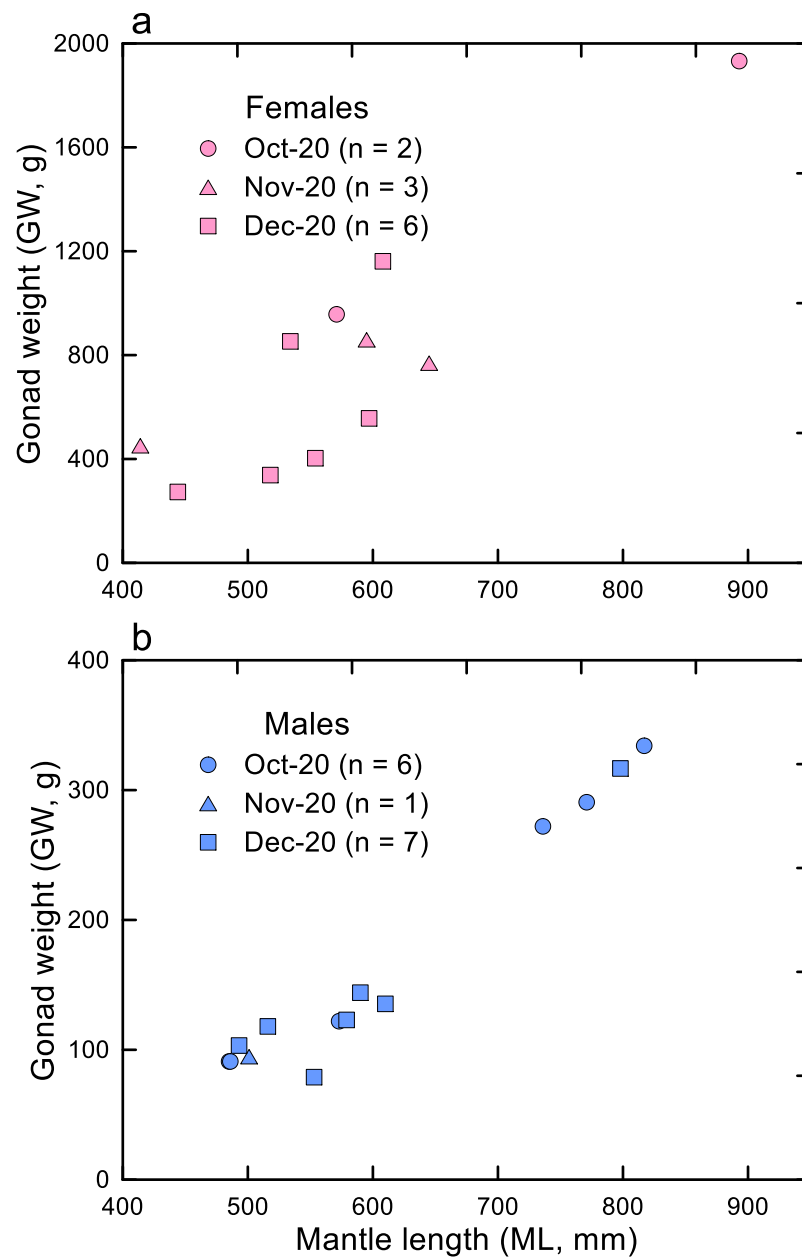 a
2000
1600
1200
800
400
0
Gonad weight (GW, g)
Females
Oct-20 (n = 2)
Nov-20 (n = 3)
Dec-20 (n = 6)
400 500 600 700 800 900
b
400
300
200
100
0
Gonad weight (GW, g)
Males
Oct-20 (n = 6)
Nov-20 (n = 1)
Dec-20 (n = 7)
400 500 600 700 800 900
Mantle length (ML, mm)